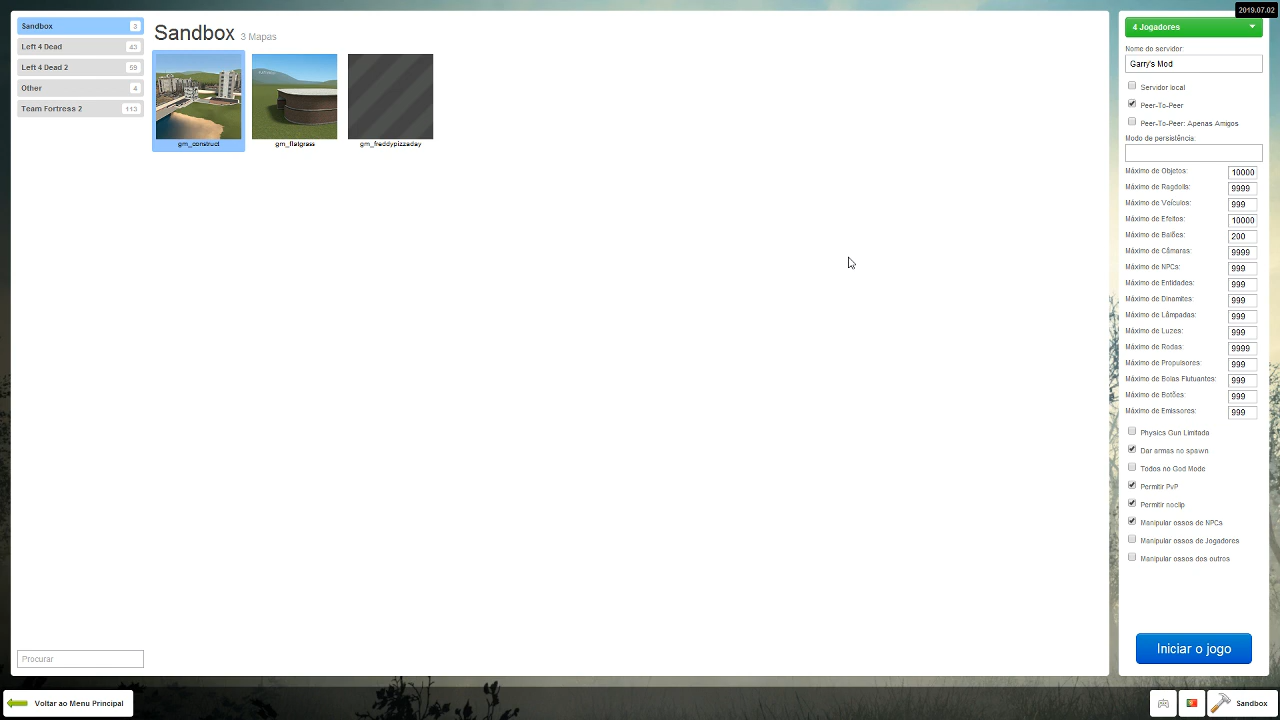 2019.07.02
Sandbox 3
Left 4 Dead 43
Left 4 Dead 2 59
Other 4
Team Fortress 2 113
Procurar
Sandbox 3 Mapas
gm_construct
gm_flatgrass
gm_freddypizzaday
4 Jogadores
Nome do servidor:
Garry's Mod
Servidor local
Peer-To-Peer
Peer-To-Peer: Apenas Amigos
Modo de persistência:
Máximo de Objetos: 10000
Máximo de Ragdolls: 9999
Máximo de Veículos: 999
Máximo de Efeitos: 10000
Máximo de Balões: 200
Máximo de Câmaras: 9999
Máximo de NPCs: 999
Máximo de Entidades: 999
Máximo de Dinamites: 999
Máximo de Lâmpadas: 999
Máximo de Luzes: 999
Máximo de Rodas: 9999
Máximo de Propulsores: 999
Máximo de Bolas Flutuantes: 999
Máximo de Botões: 999
Máximo de Emissores: 999
Physics Gun Limitada
Dar armas no spawn
Todos no God Mode
Permitir PvP
Permitir noclip
Manipular ossos de NPCs
Manipular ossos de Jogadores
Manipular ossos dos outros
Iniciar o jogo
Voltar ao Menu Principal
Sandbox